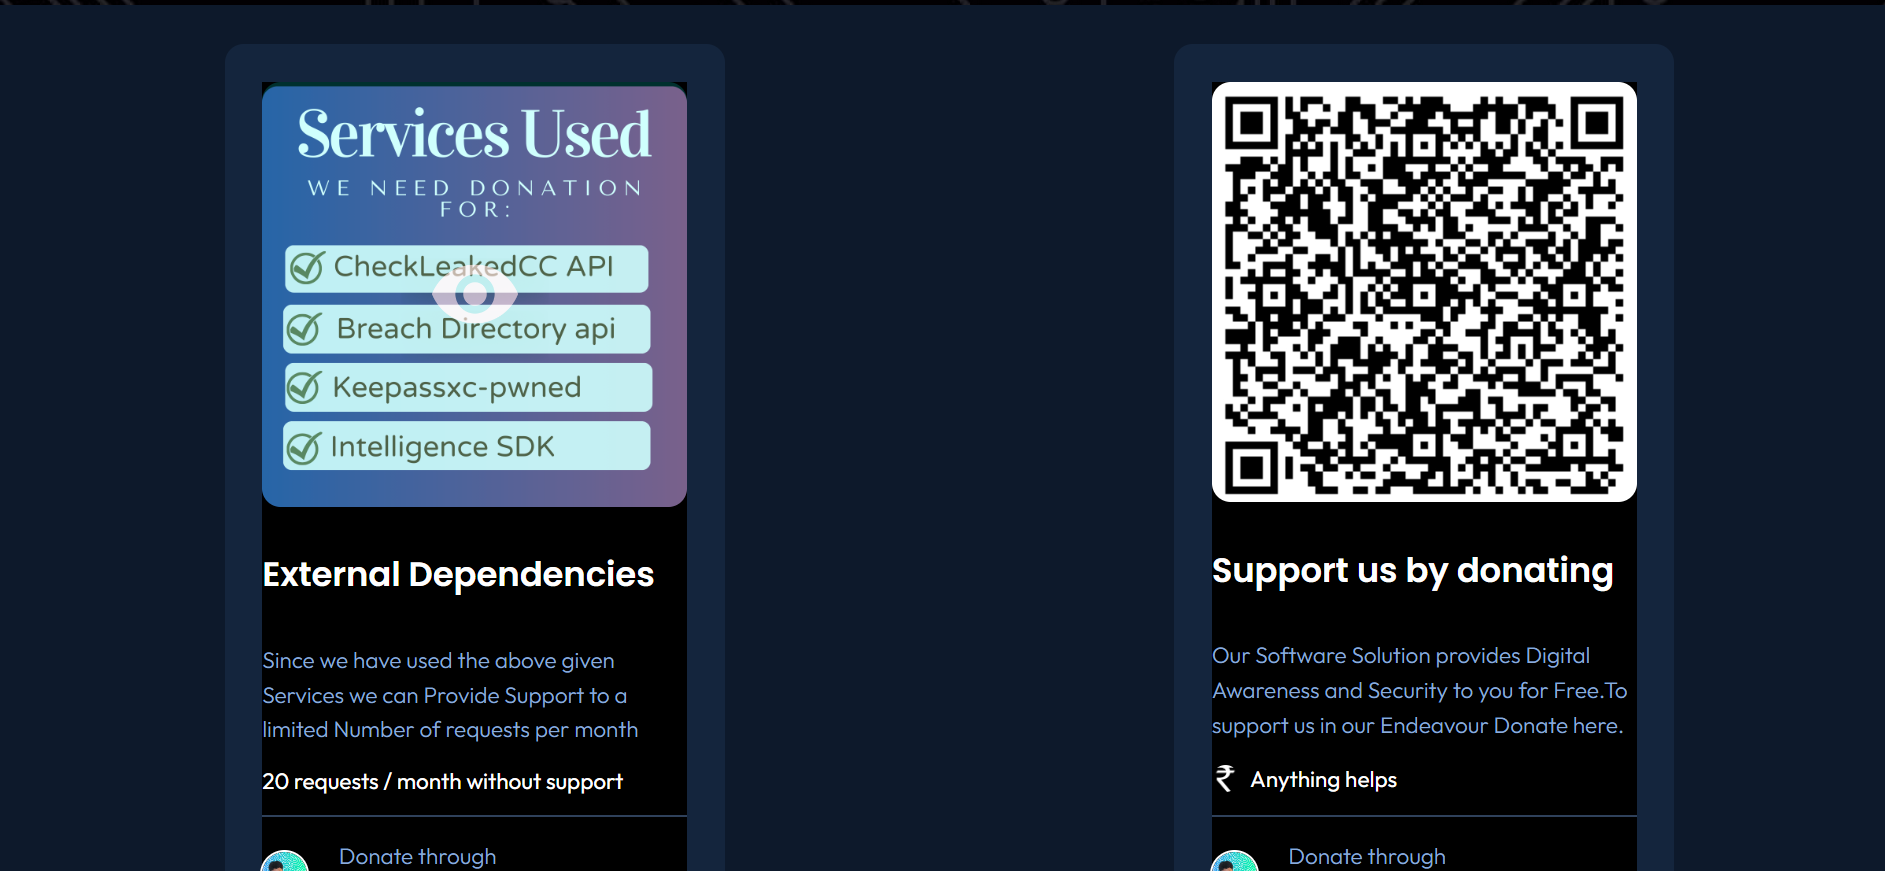 Services Used
WE NEED DONATION
FOR:
CheckLeakedCC API
Breach Directory api
Keepassxc-pwned
Intelligence SDK
External Dependencies
Since we have used the above given
Services we can Provide Support to a
limited Number of requests per month
20 requests / month without support
Donate through
Support us by donating
Our Software Solution provides Digital
Awareness and Security to you for Free.To
support us in our Endeavour Donate here.
₹ Anything helps
Donate through